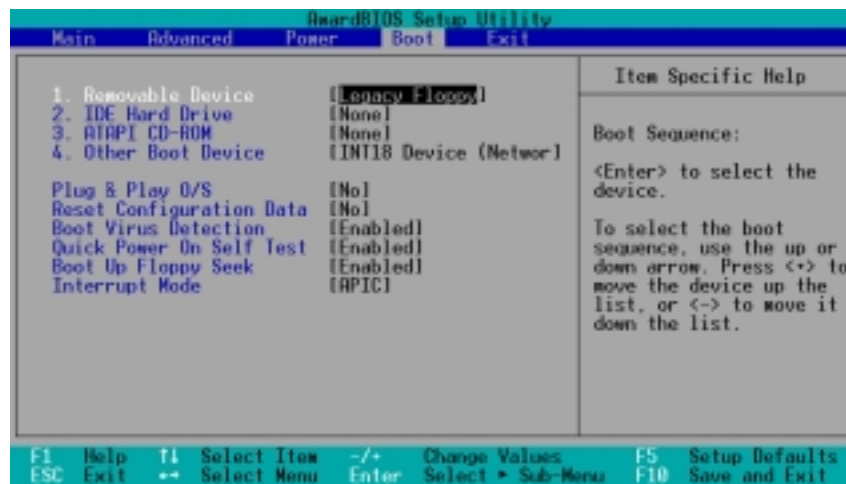 AwardBIOS Setup Utility
Main Advanced Power Boot Exit
1. Removable Device [Legacy Floppy]
2. IDE Hard Drive [None]
3. ATAPI CD-ROM [None]
4. Other Boot Device [INT18 Device (Networ]
Plug & Play O/S [No]
Reset Configuration Data [No]
Boot Virus Detection [Enabled]
Quick Power On Self Test [Enabled]
Boot Up Floppy Seek [Enabled]
Interrupt Mode [APIC]
Item Specific Help
Boot Sequence:
<Enter> to select the
device.
To select the boot
sequence, use the up or
down arrow. Press <+> to
move the device up the
list, or <-> to move it
down the list.
F1 Help ↑↓ Select Item -/+ Change Values F5 Setup Defaults
ESC Exit ←→ Select Menu Enter Select ► Sub-Menu F10 Save and Exit